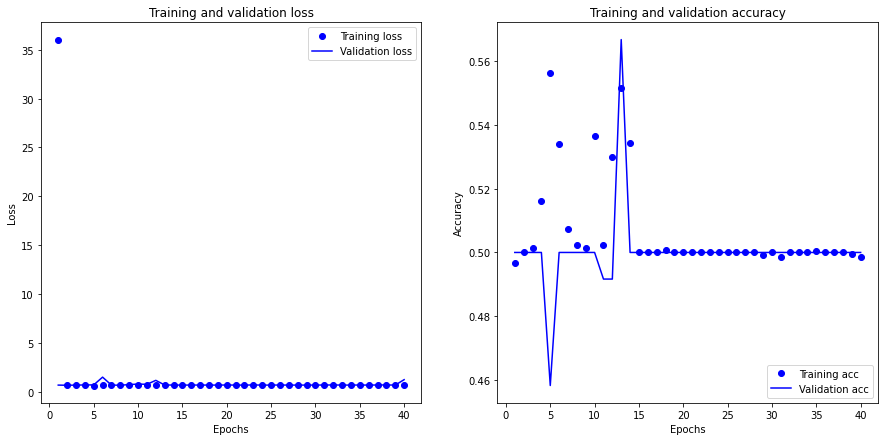 Training and validation loss
Training loss
Validation loss
35
30
25
20
15
10
5
0
Loss
0 5 10 15 20 25 30 35 40
Epochs
Training and validation accuracy
0.56
0.54
0.52
0.50
0.48
0.46
Accuracy
Training acc
Validation acc
0 5 10 15 20 25 30 35 40
Epochs